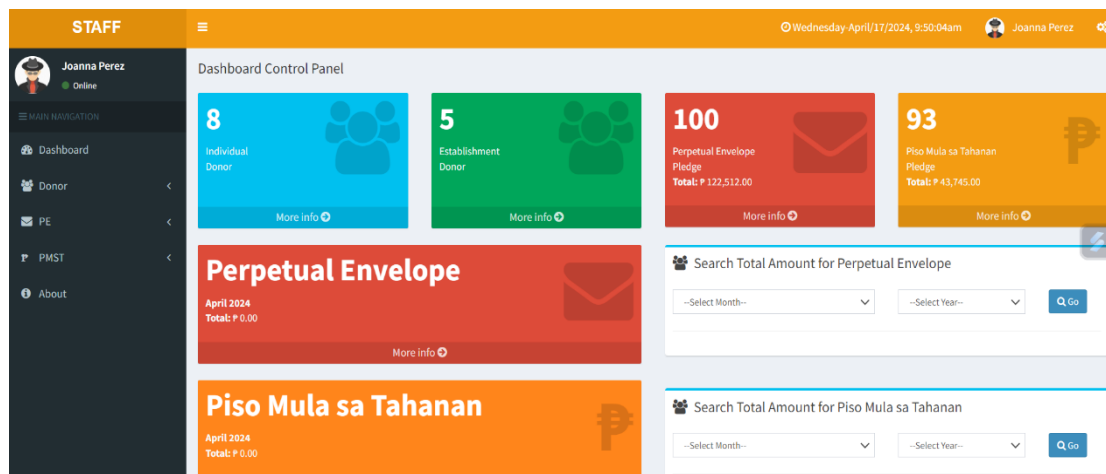 STAFF
Wednesday-April/17/2024, 9:50:04am
Joanna Perez
Joanna Perez
Online
MAIN NAVIGATION
Dashboard
Donor
PE
PMST
About
Dashboard Control Panel
8
Individual
Donor
More info
5
Establishment
Donor
More info
100
Perpetual Envelope
Pledge
Total: ₱ 122,512.00
More info
93
Piso Mula sa Tahanan
Pledge
Total: ₱ 43,745.00
More info
Perpetual Envelope
April 2024
Total: ₱ 0.00
More info
Search Total Amount for Perpetual Envelope
--Select Month--
--Select Year--
Go
Piso Mula sa Tahanan
April 2024
Total: ₱ 0.00
Search Total Amount for Piso Mula sa Tahanan
--Select Month--
--Select Year--
Go